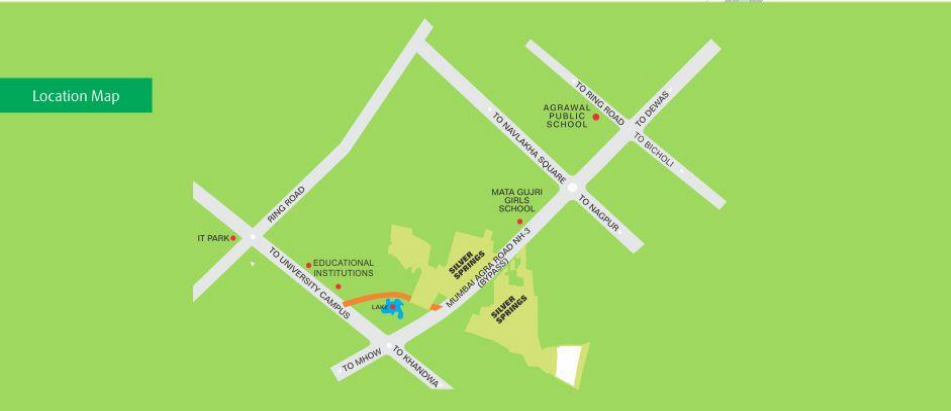 Location Map
TO RING ROAD
TO DEWAS
AGRAWAL
PUBLIC
SCHOOL
TO NAVLAKHA SQUARE
TO BICHOLI
RING ROAD
MATA GUJRI
GIRLS
SCHOOL
TO NAGPUR
IT PARK
TO UNIVERSITY CAMPUS
EDUCATIONAL
INSTITUTIONS
SILVER
SPRINGS
MUMBAI AGRA ROAD NH-3
(BYPASS)
LAKE
SILVER
SPRINGS
TO MHOW
TO KHANDWA